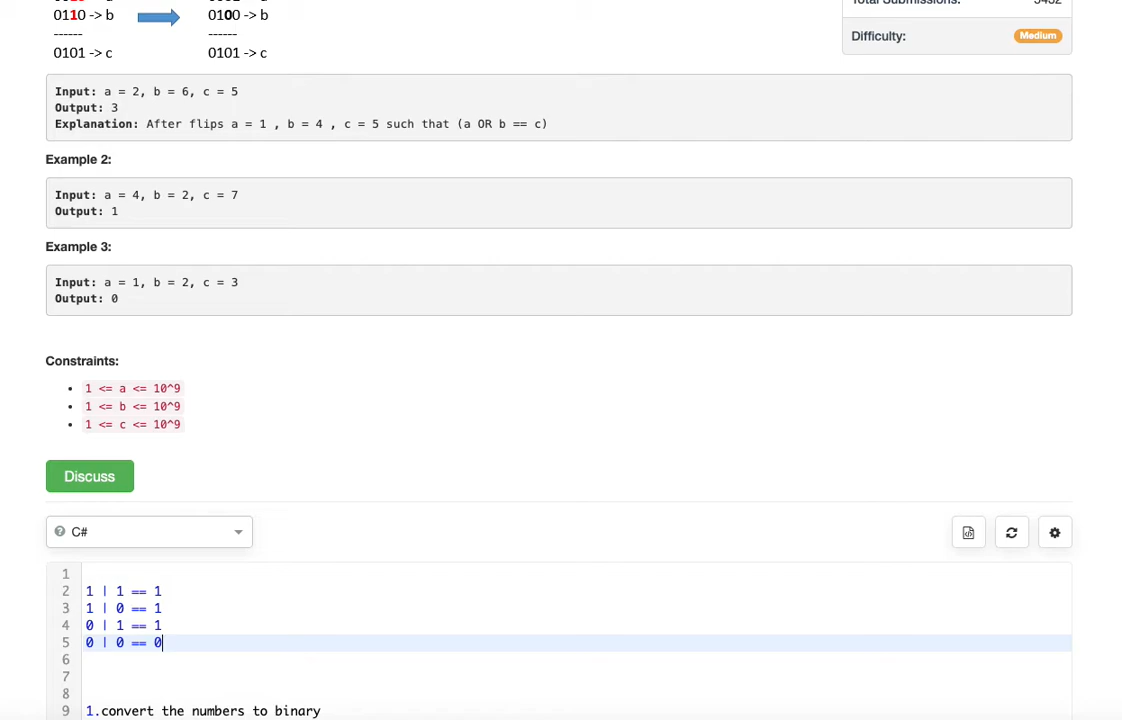 Total Submissions: 5432
0110 -> b 0100 -> b
------ ------
0101 -> c 0101 -> c
Difficulty: Medium
Input: a = 2, b = 6, c = 5
Output: 3
Explanation: After flips a = 1 , b = 4 , c = 5 such that (a OR b == c)
Example 2:
Input: a = 4, b = 2, c = 7
Output: 1
Example 3:
Input: a = 1, b = 2, c = 3
Output: 0
Constraints:
• 1 <= a <= 10^9
• 1 <= b <= 10^9
• 1 <= c <= 10^9
Discuss
? C#
1
2 1 | 1 == 1
3 1 | 0 == 1
4 0 | 1 == 1
5 0 | 0 == 0
6
7
8
9 1.convert the numbers to binary